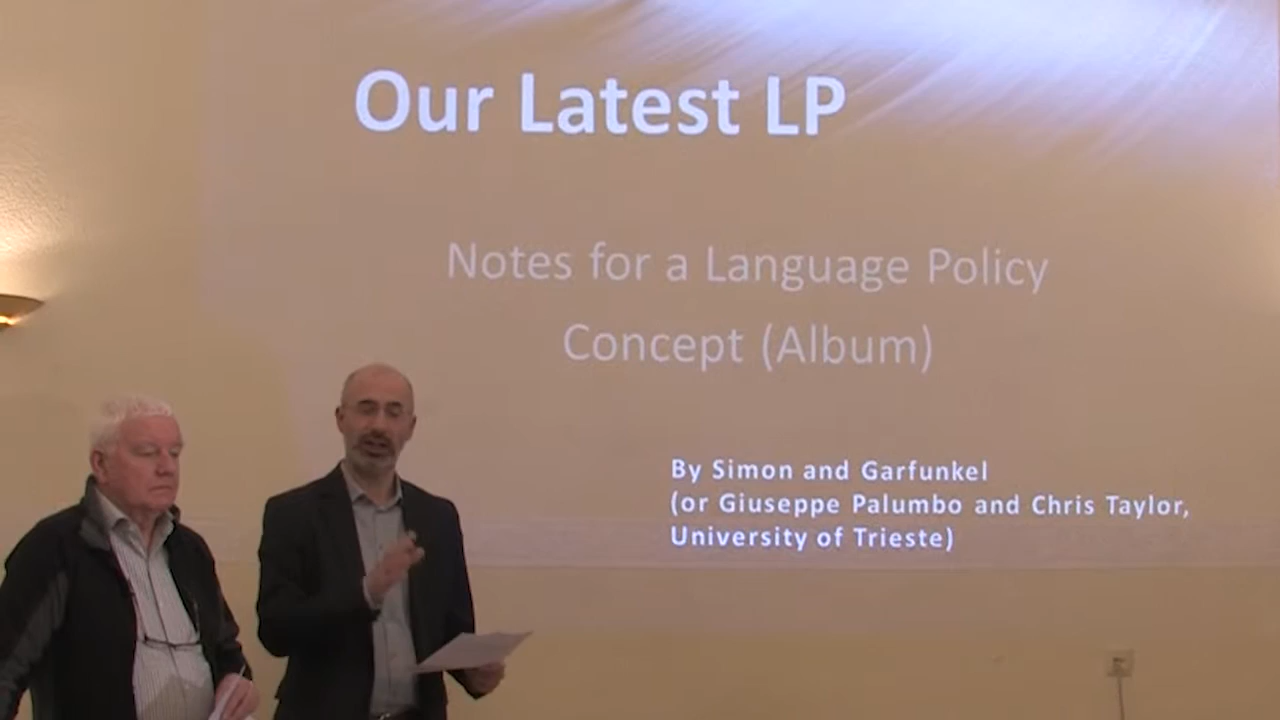 Our Latest LP
Notes for a Language Policy
Concept (Album)
By Simon and Garfunkel
(or Giuseppe Palumbo and Chris Taylor,
University of Trieste)